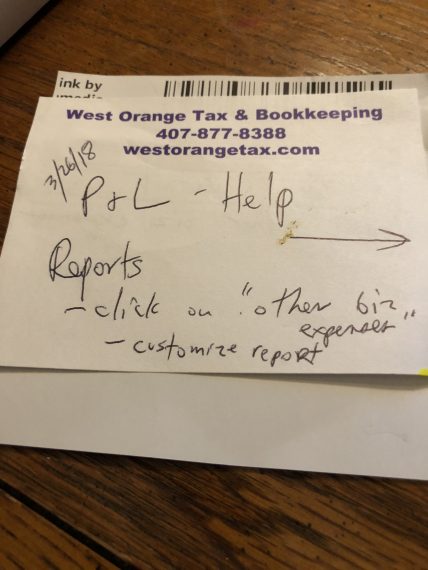 ink by
West Orange Tax & Bookkeeping
407-877-8388
westorangetax.com
3/26/18
P & L - Help
Reports
- click on "other biz
expenses"
- customize report